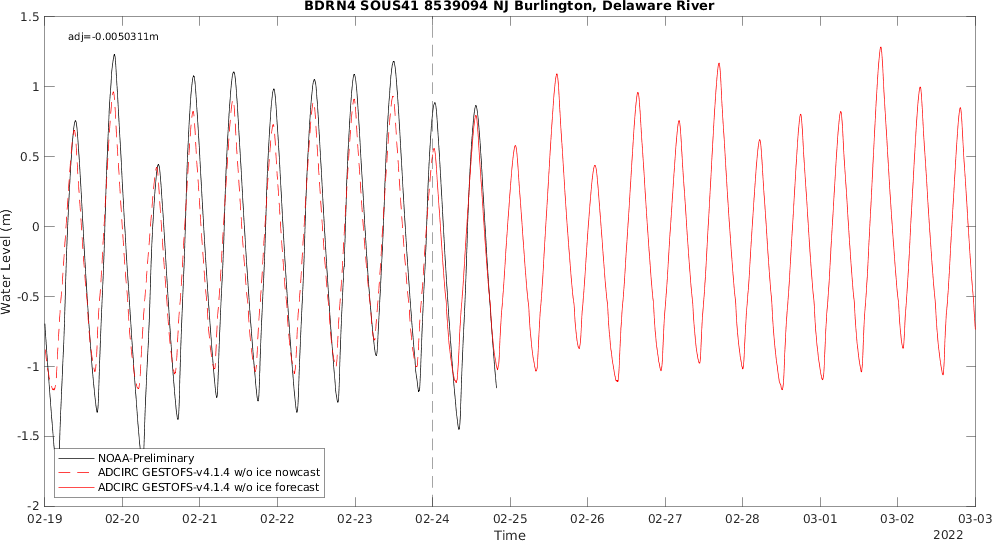 BDRN4 SOUS41 8539094 NJ Burlington, Delaware River
adj=-0.0050311m
1.5
1
0.5
0
-0.5
-1
-1.5
-2
Water Level (m)
NOAA-Preliminary
ADCIRC GESTOFS-v4.1.4 w/o ice nowcast
ADCIRC GESTOFS-v4.1.4 w/o ice forecast
02-19 02-20 02-21 02-22 02-23 02-24 02-25 02-26 02-27 02-28 03-01 03-02 03-03
Time
2022